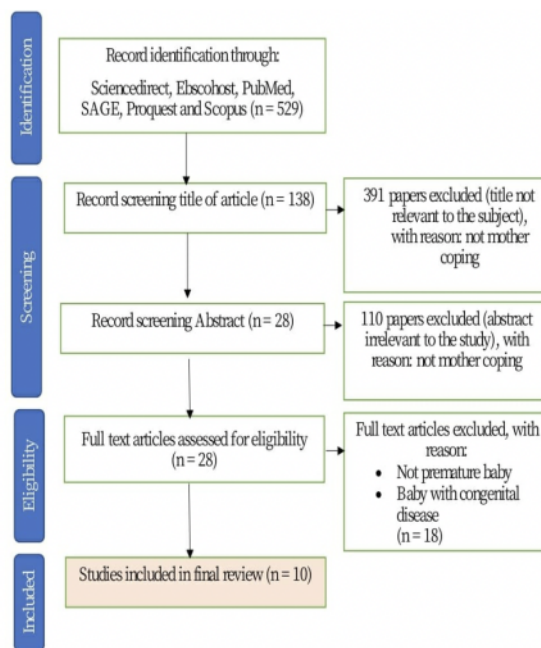 Identification
Record identification through:
Sciencedirect, Ebscohost, PubMed,
SAGE, Proquest and Scopus (n = 529)
Screening
Record screening title of article (n = 138)
391 papers excluded (title not
relevant to the subject),
with reason: not mother
coping
Record screening Abstract (n = 28)
110 papers excluded (abstract
irrelevant to the study), with
reason: not mother coping
Eligibility
Full text articles assessed for eligibility
(n = 28)
Full text articles excluded, with
reason:
• Not premature baby
• Baby with congenital
disease
(n = 18)
Included
Studies included in final review (n = 10)